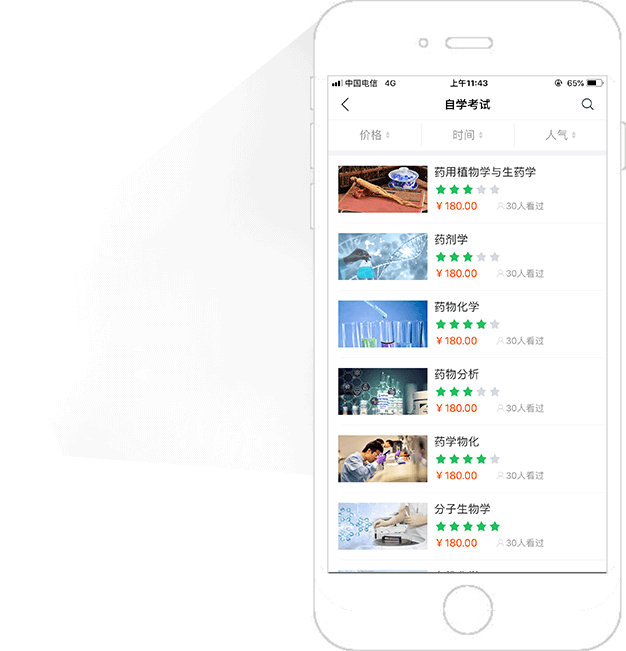 中国电信 4G 上午11:43 65%
自学考试
价格 时间 人气
药用植物学与生药学
￥180.00 30人看过
药剂学
￥180.00 30人看过
药物化学
￥180.00 30人看过
药物分析
￥180.00 30人看过
药学物化
￥180.00 30人看过
分子生物学
￥180.00 30人看过